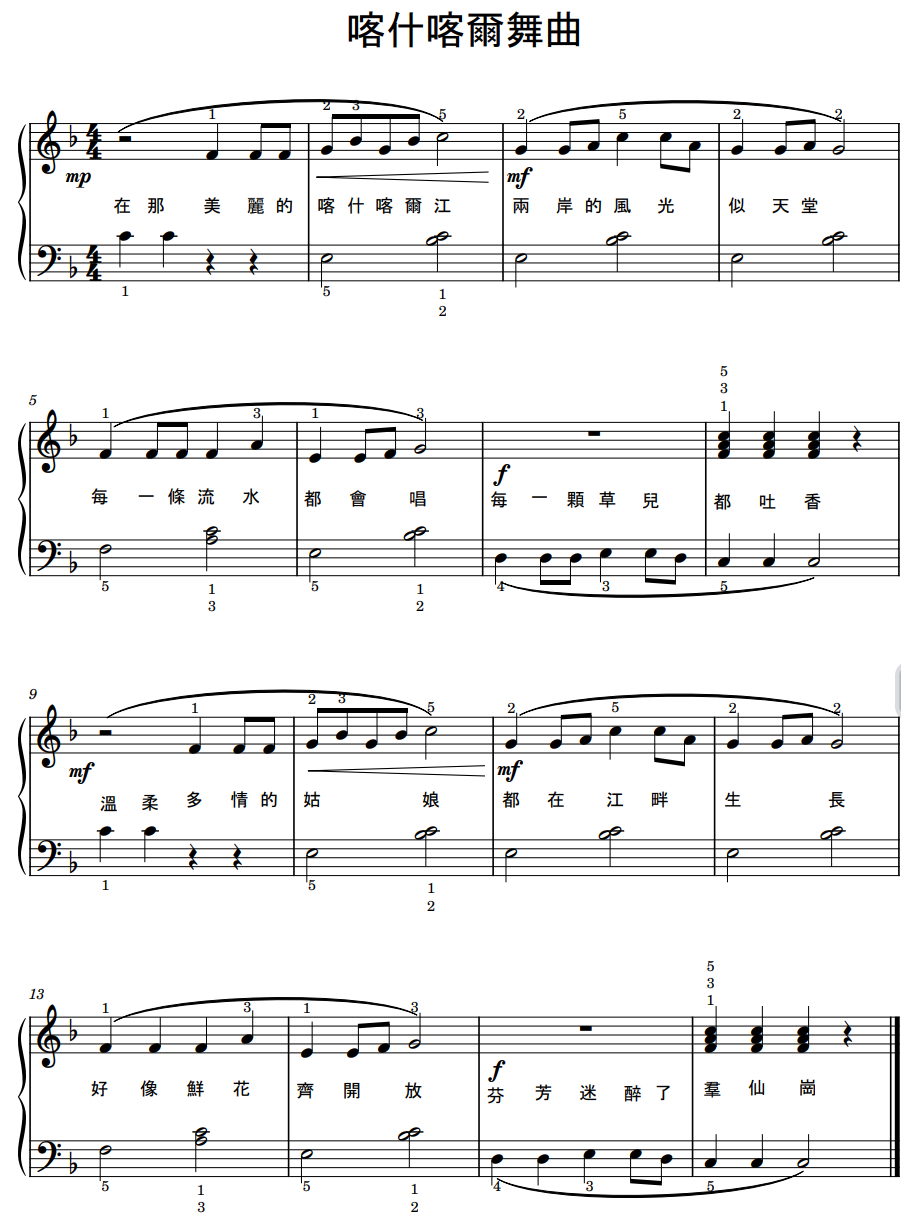 喀什喀爾舞曲
1 2 3 5 2 5 2 2
mp mf
在那 美麗的 喀什喀爾江 兩岸的風光 似天堂
1 5 1 2
5
5 3 1
1 3 1 3
f
每一條流水 都會唱 每一顆草兒 都吐香
5 1 3 5 1 2 4 3 5
9
1 2 3 5 2 5 2 2
mf mf
溫柔多情的 姑娘 都在江畔 生長
1 5 1 2
13
5 3 1
1 3 1 3
f
好像鮮花 齊開放 芬芳迷醉了 羣仙崗
5 1 3 5 1 2 4 3 5